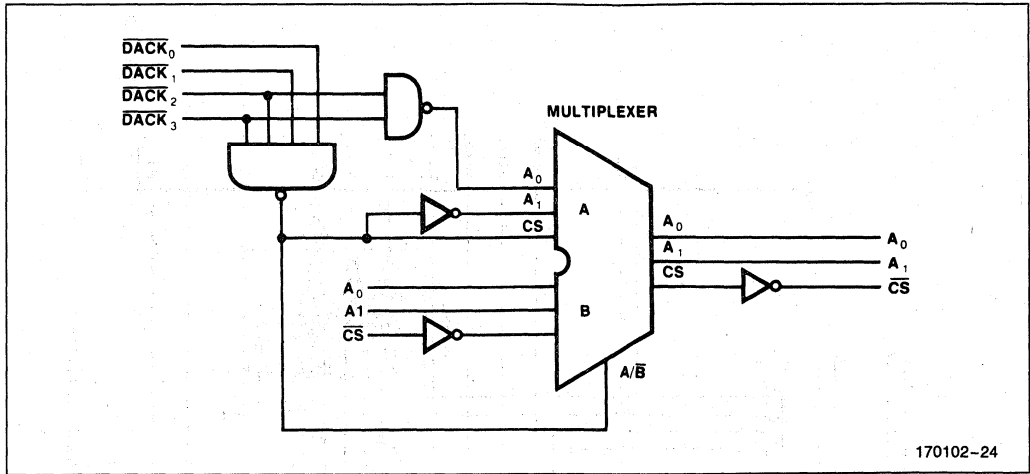 DACK0
DACK1
DACK2
DACK3
MULTIPLEXER
A0
A1
CS
A
A0
A1
CS
A0
A1
CS
A0
A1
CS
B
A/B
170102-24